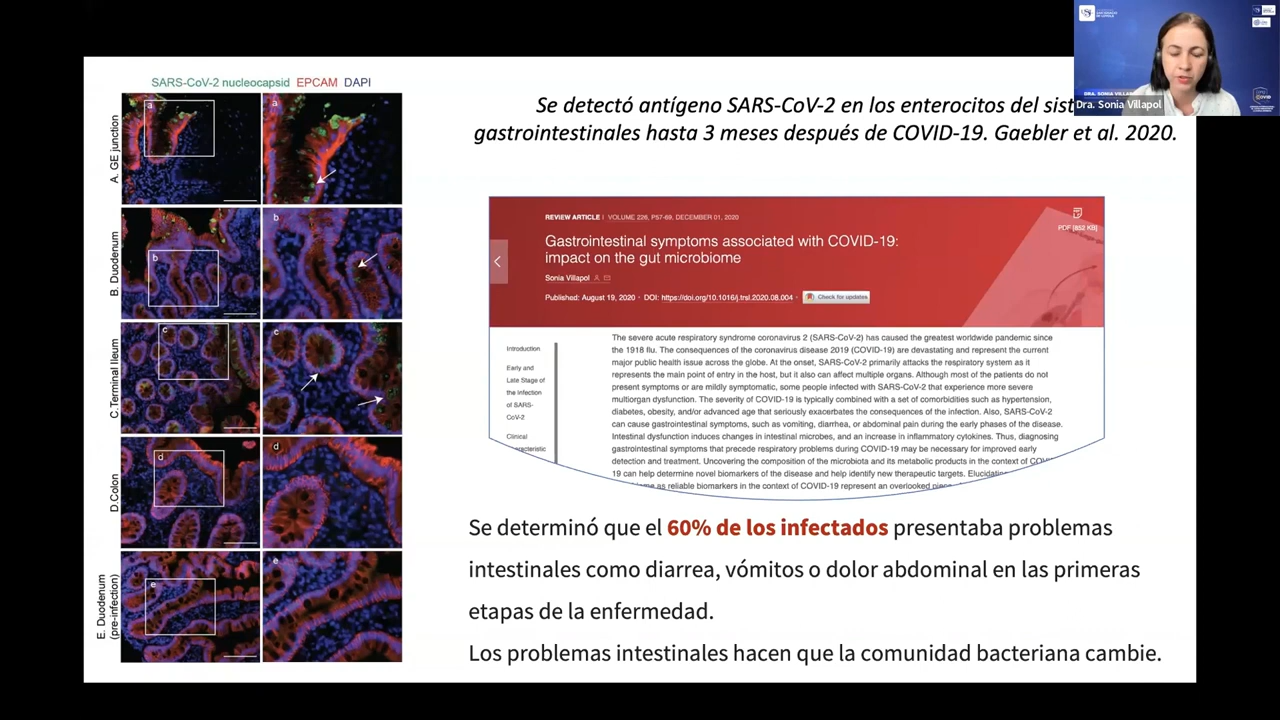 SARS-CoV-2 nucleocapsid EPCAM DAPI
A. GE junction
a
a
B. Duodenum
b
b
C.Terminal Ileum
c
c
D.Colon
d
d
E. Duodenum
(pre-infection)
e
e
Se detectó antígeno SARS-CoV-2 en los enterocitos del
gastrointestinales hasta 3 meses después de COVID-19. Gaebler et al. 2020.
Dra. Sonia Villapol
REVIEW ARTICLE | VOLUME 226, P57-69, DECEMBER 01, 2020
PDF [852 KB]
Gastrointestinal symptoms associated with COVID-19:
impact on the gut microbiome
Sonia Villapol
Published: August 19, 2020 · DOI: https://doi.org/10.1016/j.trsl.2020.08.004 ·
Check for updates
Introduction
Early and
Late Stage of
the Infection
of SARS-
CoV-2
Clinical
The severe acute respiratory syndrome coronavirus 2 (SARS-CoV-2) has caused the greatest worldwide pandemic since
the 1918 flu. The consequences of the coronavirus disease 2019 (COVID-19) are devastating and represent the current
major public health issue across the globe. At the onset, SARS-CoV-2 primarily attacks the respiratory system as it
represents the main point of entry in the host, but it also can affect multiple organs. Although most of the patients do not
present symptoms or are mildly symptomatic, some people infected with SARS-CoV-2 that experience more severe
multiorgan dysfunction. The severity of COVID-19 is typically combined with a set of comorbidities such as hypertension,
diabetes, obesity, and/or advanced age that seriously exacerbates the consequences of the infection. Also, SARS-CoV-2
can cause gastrointestinal symptoms, such as vomiting, diarrhea, or abdominal pain during the early phases of the disease.
Intestinal dysfunction induces changes in intestinal microbes, and an increase in inflammatory cytokines. Thus, diagnosing
gastrointestinal symptoms that precede respiratory problems during COVID-19 may be necessary for improved early
detection and treatment. Uncovering the composition of the microbiota and its metabolic products in the context of
19 can help determine novel biomarkers of the disease and help identify new therapeutic targets.
as reliable biomarkers in the context of COVID-19 represent an overlooked
Se determinó que el 60% de los infectados presentaba problemas
intestinales como diarrea, vómitos o dolor abdominal en las primeras
etapas de la enfermedad.
Los problemas intestinales hacen que la comunidad bacteriana cambie.